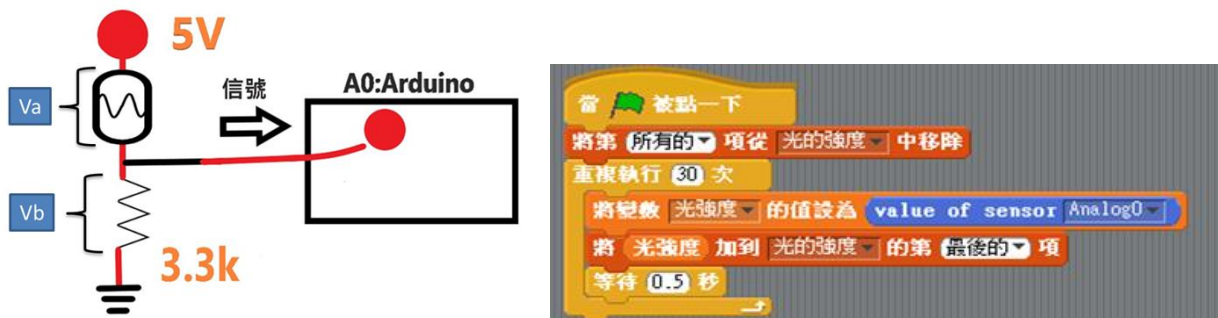 5V
Va
信號
A0:Arduino
Vb
3.3k
當 被點一下
將第 所有的 項從 光的強度 中移除
重複執行 30 次
將變數 光強度 的值設為 value of sensor Analog0
將 光強度 加到 光的強度 的第 最後的 項
等待 0.5 秒